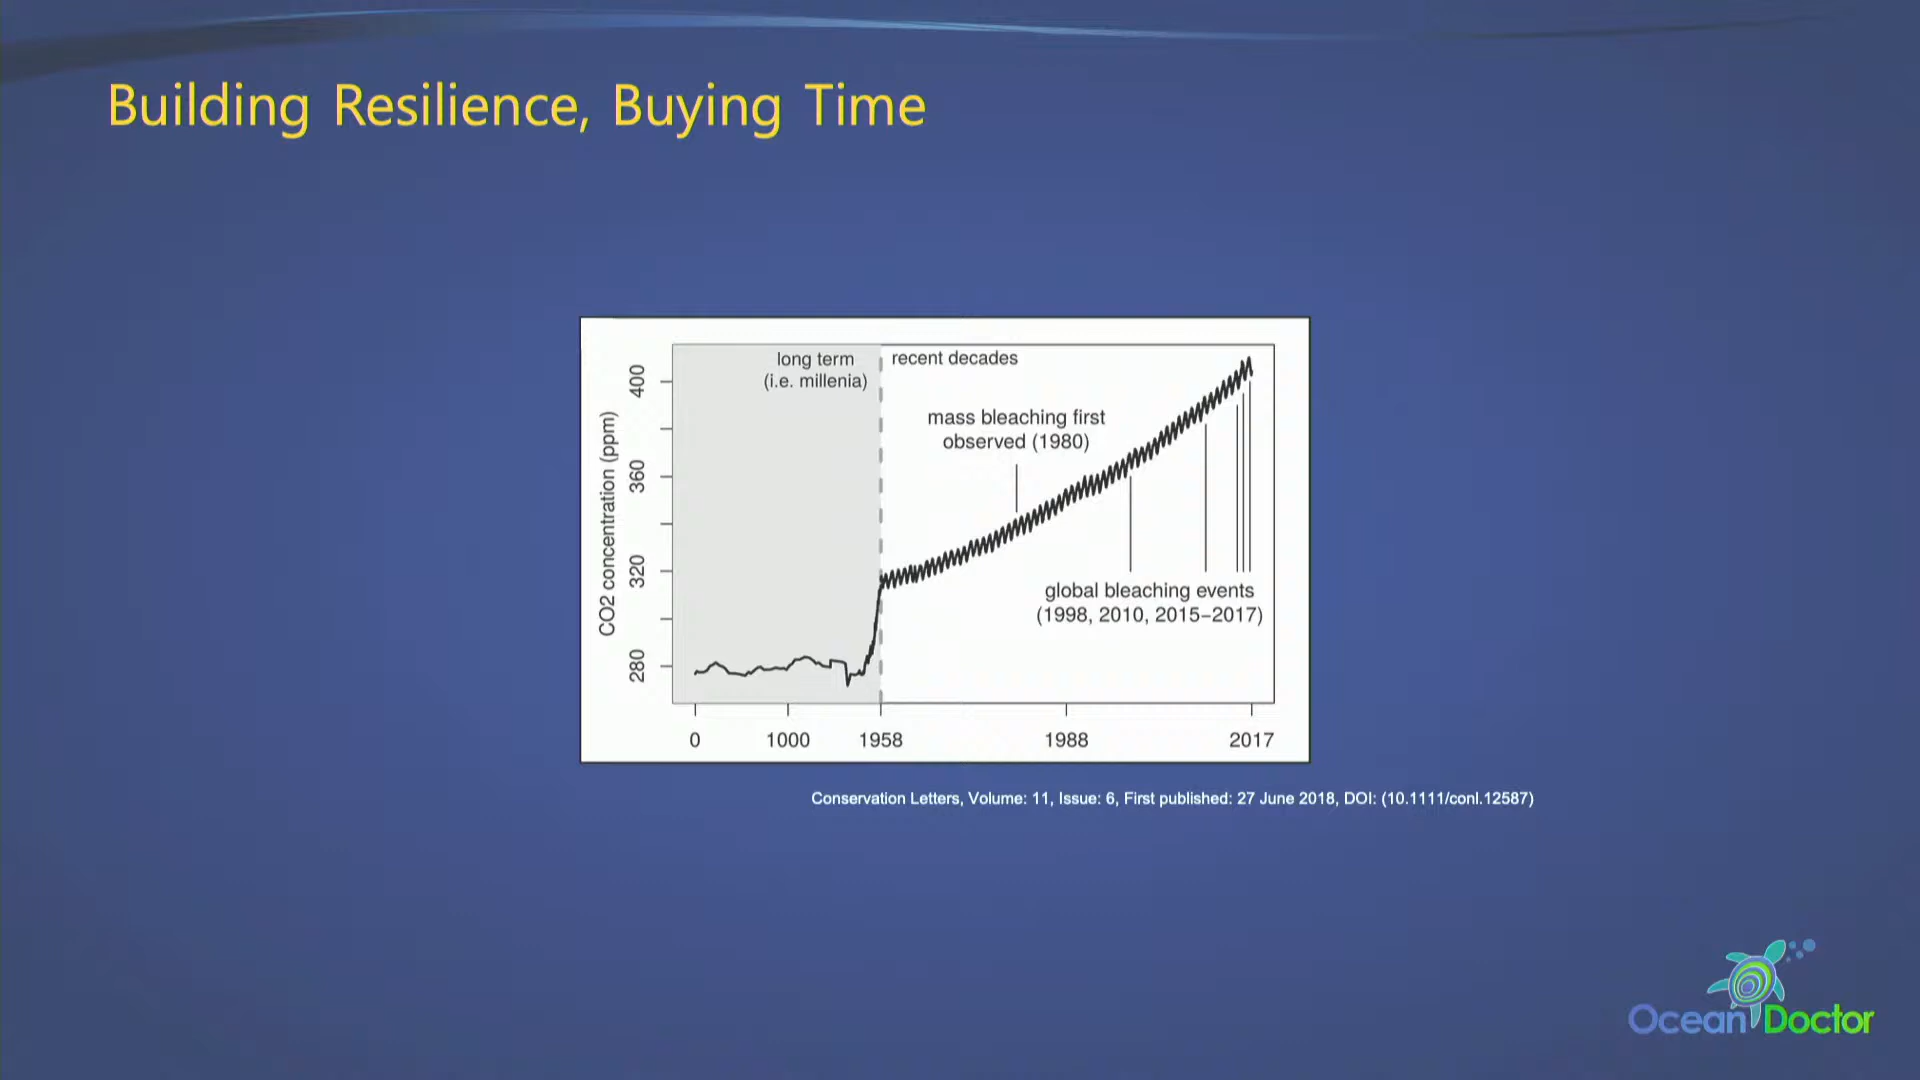 Building Resilience, Buying Time
long term
(i.e. millenia)
recent decades
mass bleaching first
observed (1980)
global bleaching events
(1998, 2010, 2015–2017)
CO2 concentration (ppm)
400
360
320
280
0 1000 1958 1988 2017
Conservation Letters, Volume: 11, Issue: 6, First published: 27 June 2018, DOI: (10.1111/conl.12587)
Ocean Doctor